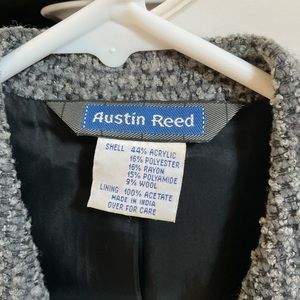 Austin Reed
SHELL 44% ACRYLIC
16% POLYESTER
16% RAYON
15% POLYAMIDE
9% WOOL
LINING 100% ACETATE
MADE IN INDIA
OVER FOR CARE